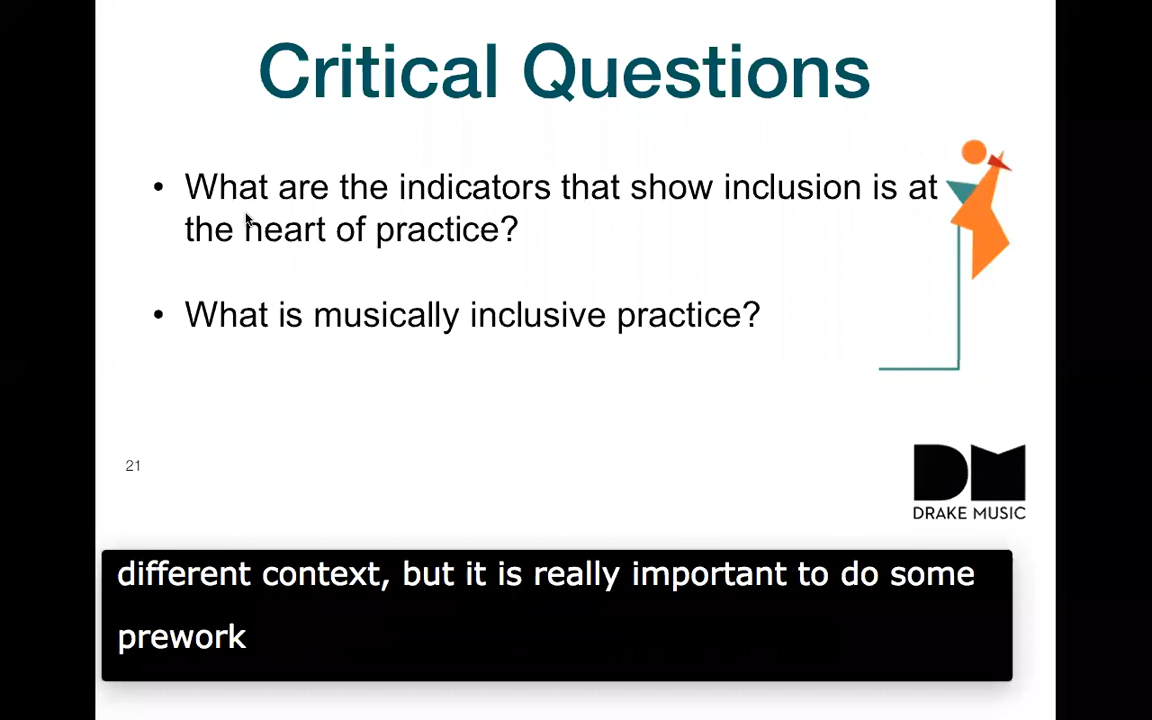 Critical Questions
• What are the indicators that show inclusion is at
the heart of practice?
• What is musically inclusive practice?
21
DM
DRAKE MUSIC
different context, but it is really important to do some
prework